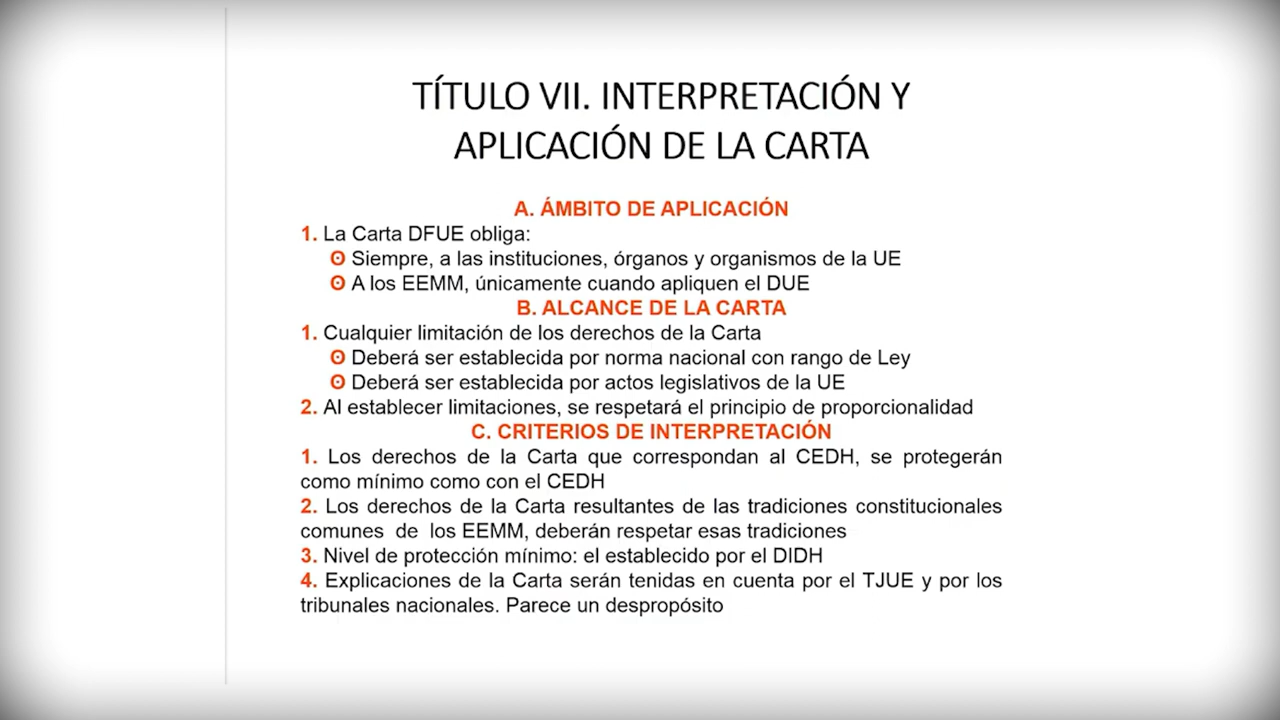 TÍTULO VII. INTERPRETACIÓN Y
APLICACIÓN DE LA CARTA
A. ÁMBITO DE APLICACIÓN
1. La Carta DFUE obliga:
ʘ Siempre, a las instituciones, órganos y organismos de la UE
ʘ A los EEMM, únicamente cuando apliquen el DUE
B. ALCANCE DE LA CARTA
1. Cualquier limitación de los derechos de la Carta
ʘ Deberá ser establecida por norma nacional con rango de Ley
ʘ Deberá ser establecida por actos legislativos de la UE
2. Al establecer limitaciones, se respetará el principio de proporcionalidad
C. CRITERIOS DE INTERPRETACIÓN
1. Los derechos de la Carta que correspondan al CEDH, se protegerán
como mínimo como con el CEDH
2. Los derechos de la Carta resultantes de las tradiciones constitucionales
comunes de los EEMM, deberán respetar esas tradiciones
3. Nivel de protección mínimo: el establecido por el DIDH
4. Explicaciones de la Carta serán tenidas en cuenta por el TJUE y por los
tribunales nacionales. Parece un despropósito